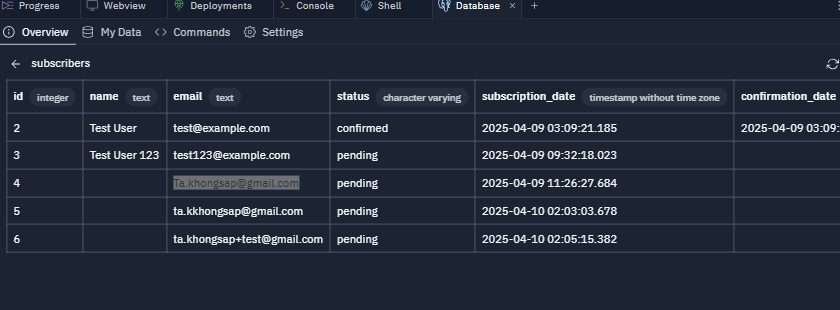 Progress Webview Deployments Console Shell Database × +
Overview My Data Commands Settings
subscribers
id integer name text email text status character varying subscription_date timestamp without time zone confirmation_date
2 Test User test@example.com confirmed 2025-04-09 03:09:21.185 2025-04-09 03:09:
3 Test User 123 test123@example.com pending 2025-04-09 09:32:18.023
4 Ta.khongsap@gmail.com pending 2025-04-09 11:26:27.684
5 ta.kkhongsap@gmail.com pending 2025-04-10 02:03:03.678
6 ta.khongsap+test@gmail.com pending 2025-04-10 02:05:15.382